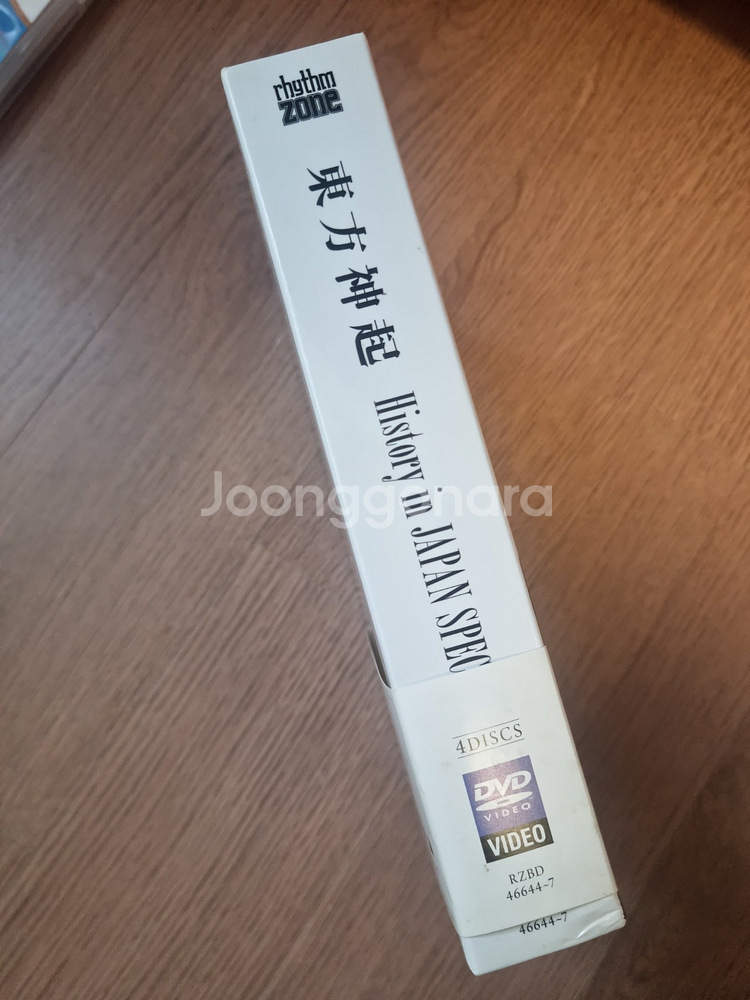 rhythm
zone
東方神起 History in JAPAN SPEC
Joonggonara
4DISCS
DVD
VIDEO
VIDEO
RZBD
46644~7
46644~7